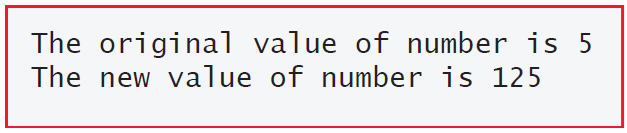 The original value of number is 5
The new value of number is 125